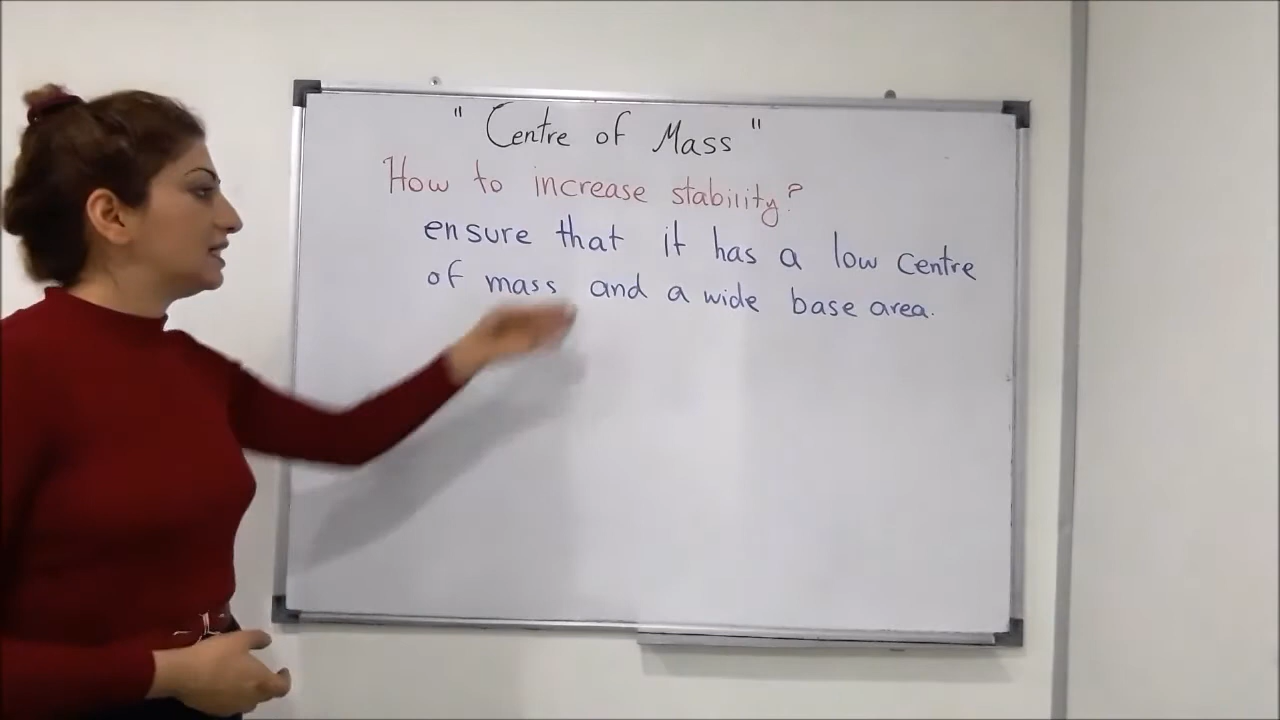 " Centre of Mass "
How to increase stability?
ensure that it has a low centre
of mass and a wide base area.